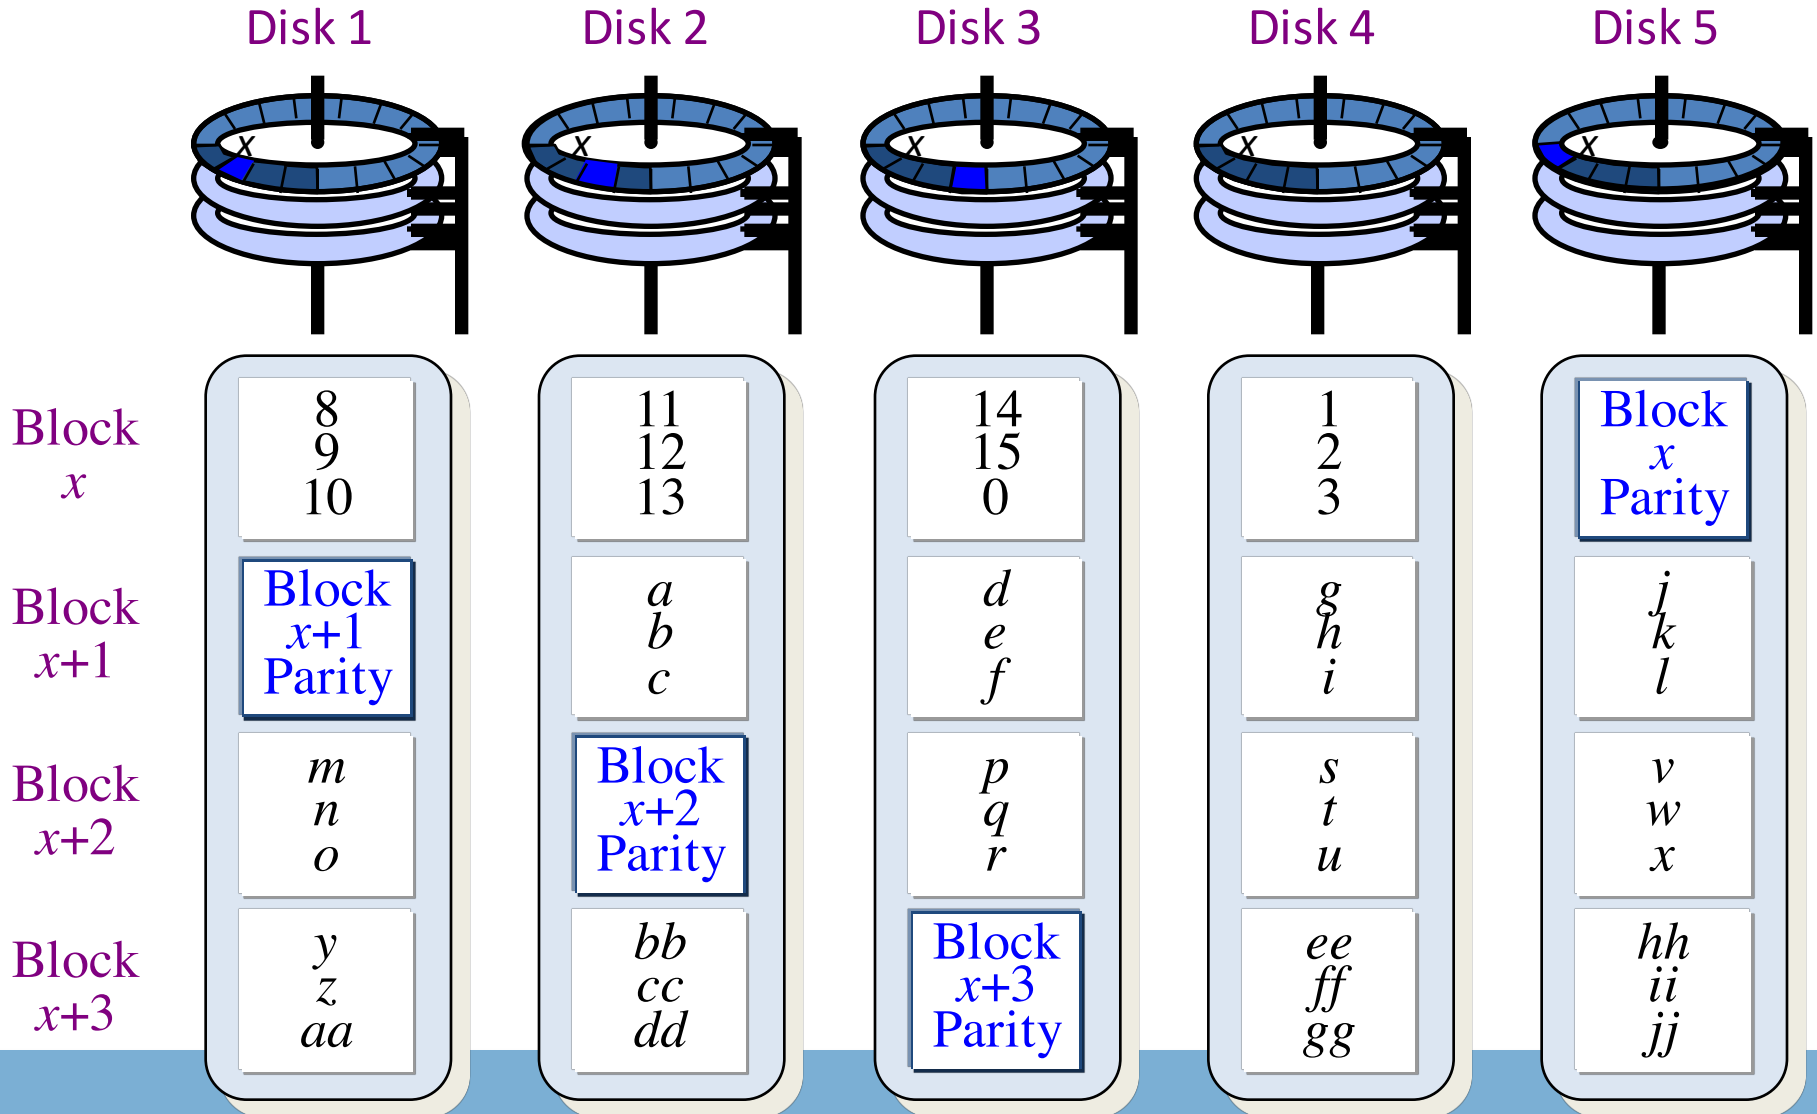 Disk 1
Disk 2
Disk 3
Disk 4
Disk 5
x
x
x
x
x
Block
x
8
9
10
11
12
13
14
15
0
1
2
3
Block
x
Parity
Block
x+1
Block
x+1
Parity
a
b
c
d
e
f
g
h
i
j
k
l
Block
x+2
m
n
o
Block
x+2
Parity
p
q
r
s
t
u
v
w
x
Block
x+3
y
z
aa
bb
cc
dd
Block
x+3
Parity
ee
ff
gg
hh
ii
jj